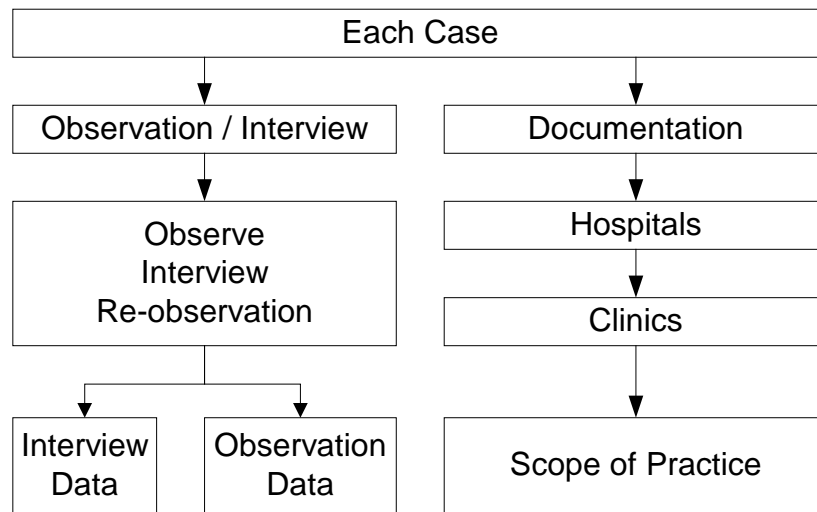 Each Case
Observation / Interview
Documentation
Observe
Interview
Re-observation
Hospitals
Clinics
Interview
Data
Observation
Data
Scope of Practice